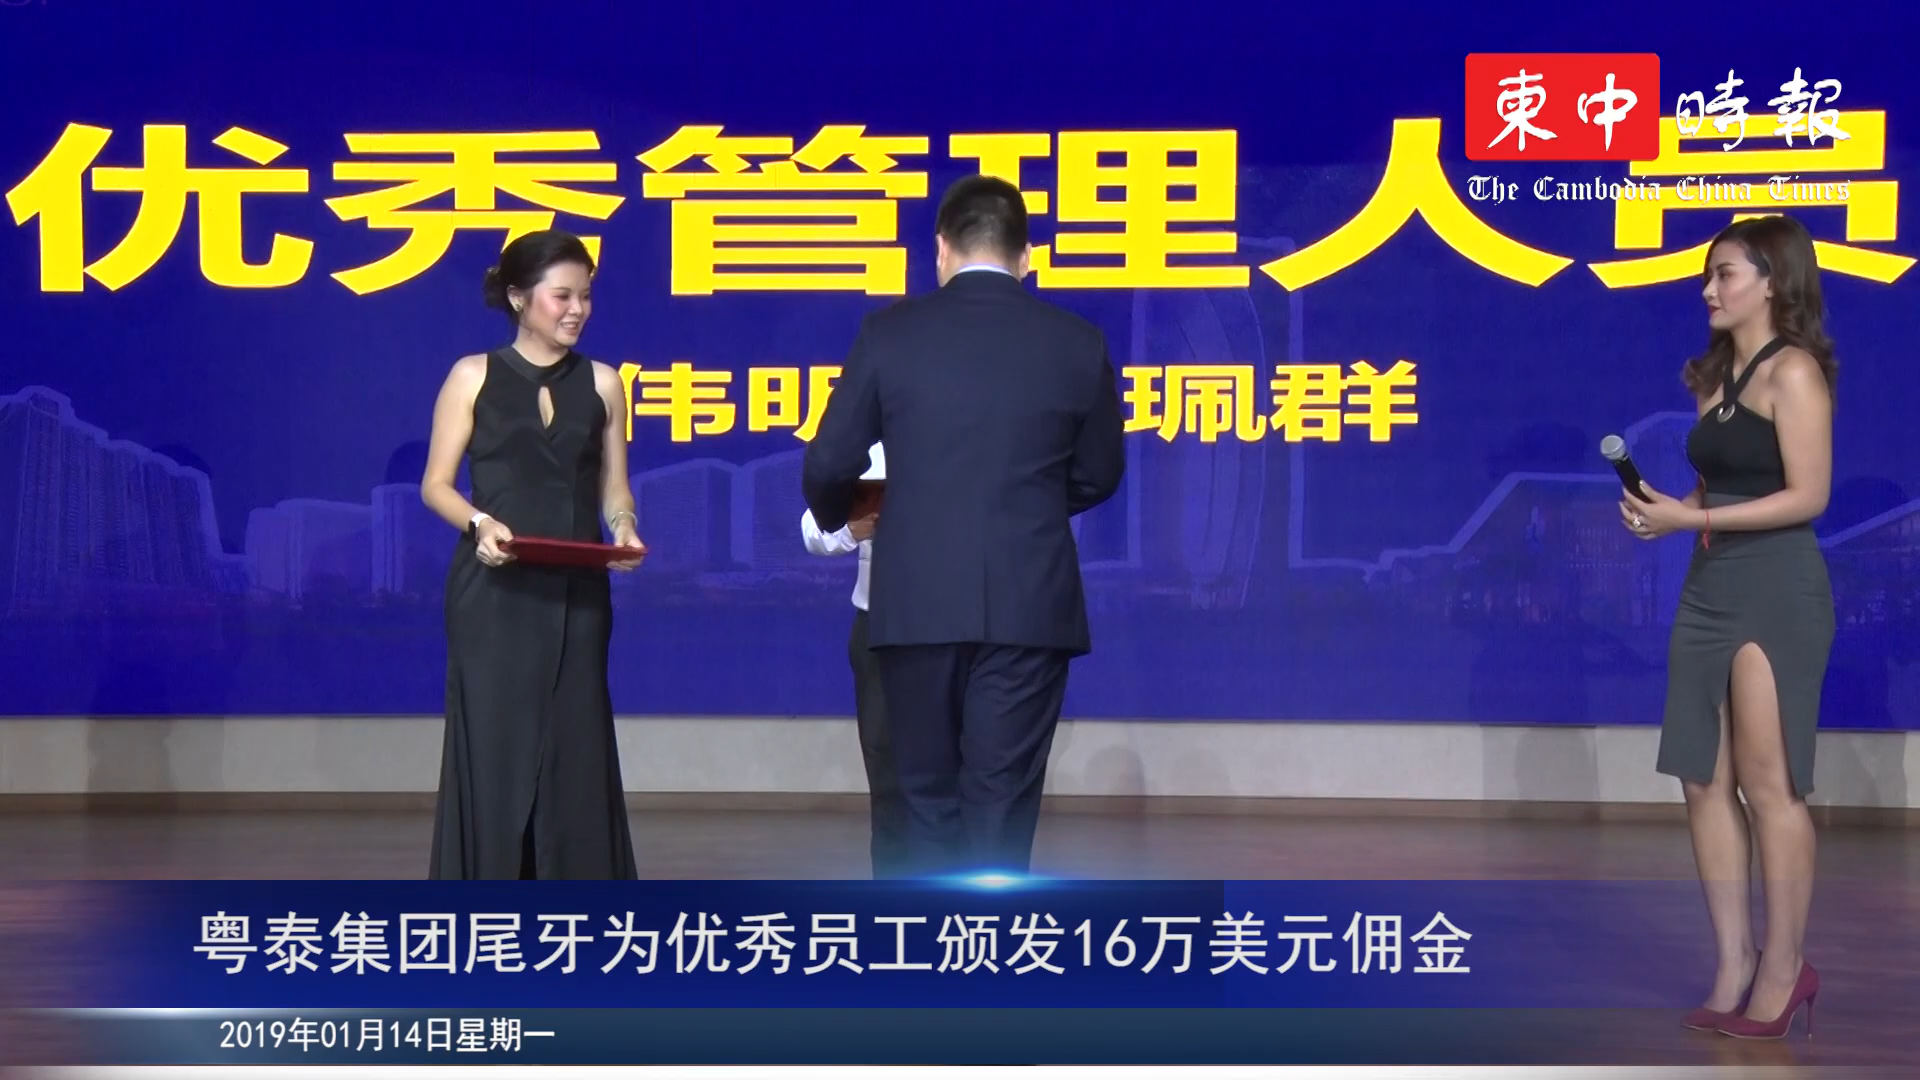 柬中時報
The Cambodia China Times
优秀管理人员
伟明 珮群
粤泰集团尾牙为优秀员工颁发16万美元佣金
2019年01月14日星期一